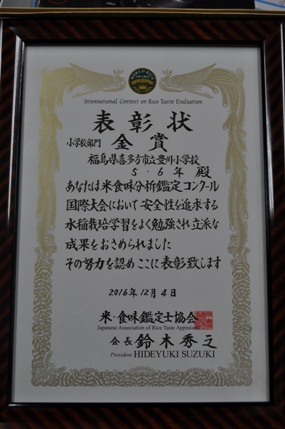 International Contest on Rice Taste Evaluation
表彰状
小学校部門 金賞
福島県喜多方市立豊川小学校
5・6年 殿
あなたは米食味分析鑑定コンクール
国際大会において安全性を追求する
水稲栽培学習をよく勉強され立派な
成果をおさめられました
その努力を認めここに表彰致します
2016年12月4日
米・食味鑑定士協会
Japanese Association of Rice Taste Appraisers
会長 鈴木秀之
President HIDEYUKI SUZUKI